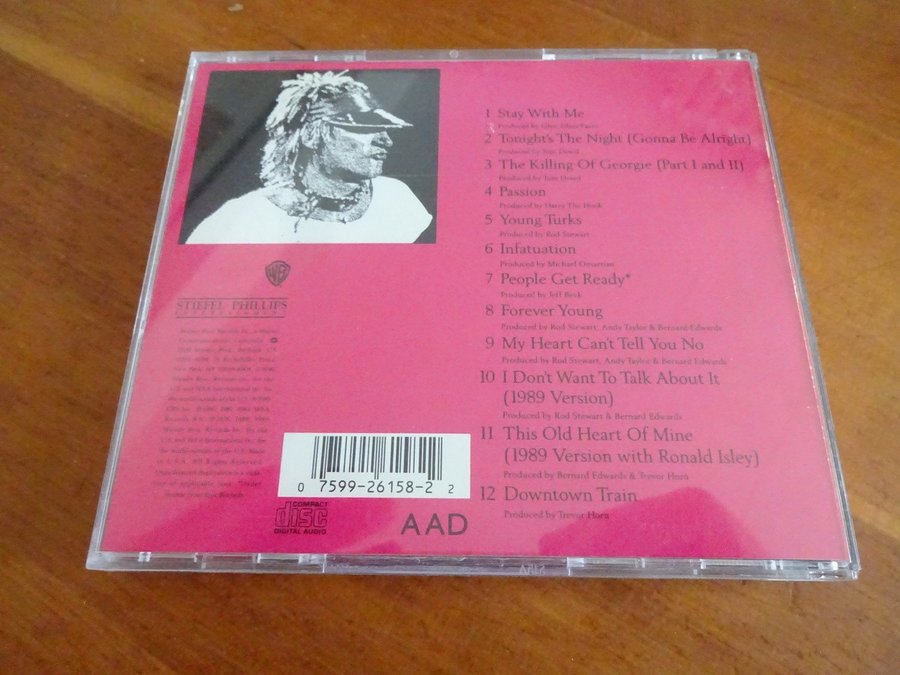 1 Stay With Me
2 Tonight's The Night (Gonna Be Alright)
Produced by Tom Dowd
3 The Killing Of Georgie (Part I and II)
Produced by Tom Dowd
4 Passion
Produced by Harry The Hook
5 Young Turks
Produced by Rod Stewart
6 Infatuation
Produced by Michael Omartian
7 People Get Ready*
Produced by Jeff Beck
8 Forever Young
Produced by Rod Stewart, Andy Taylor & Bernard Edwards
9 My Heart Can't Tell You No
Produced by Rod Stewart, Andy Taylor & Bernard Edwards
10 I Don't Want To Talk About It
(1989 Version)
Produced by Rod Stewart & Bernard Edwards
11 This Old Heart Of Mine
(1989 Version with Ronald Isley)
Produced by Bernard Edwards & Trevor Horn
12 Downtown Train
Produced by Trevor Horn
WB
STIEFEL PHILLIPS
ENTERTAINMENT
0 7599-26158-2 2
COMPACT
disc
DIGITAL AUDIO
AAD